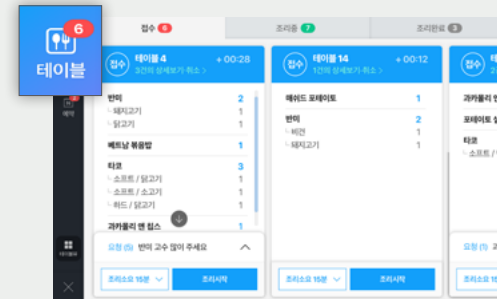 6
테이블
접수 6
조리중 7
조리완료 3
예약
접수
테이블 4
3건의 상세보기·취소 >
+ 00:28
반미 2
돼지고기 1
닭고기 1
베트남 볶음밥 1
타코 3
소프트 / 닭고기 1
소프트 / 소고기 1
하드 / 닭고기 1
과카몰리 앤 칩스 1
요청 (5) 반미 고수 많이 주세요
조리소요 15분
조리시작
접수
테이블 14
1건의 상세보기·취소 >
+ 00:12
매쉬드 포테이토 1
반미 2
비건 1
돼지고기 1
조리소요 15분
조리시작
접수
과카몰리
포테이토
타코
소프트 /
요청 (1)
조리소요 15